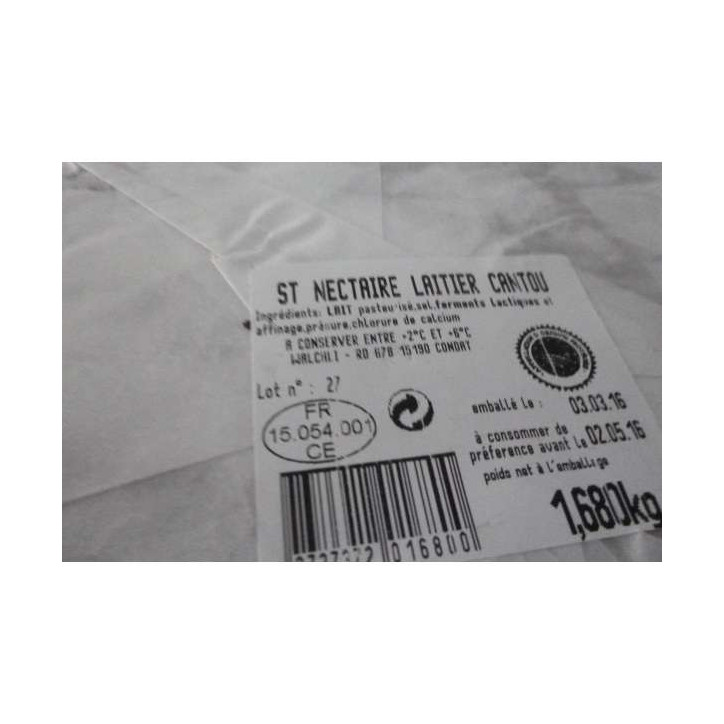 ST NECTAIRE LAITIER CANTOU
Ingrédients: LAIT pasteurisé,sel,ferments lactiques et
affinage,présure,chlorure de calcium
A CONSERVER ENTRE +2°C ET +6°C
WALCHLI - RD 678 15190 CONDAT
Lot n° : 27
FR
15.054.001
CE
emballé le : 03.03.16
à consommer de
préférence avant le 02.05.16
poids net à l'emballage
1,680kg
016800